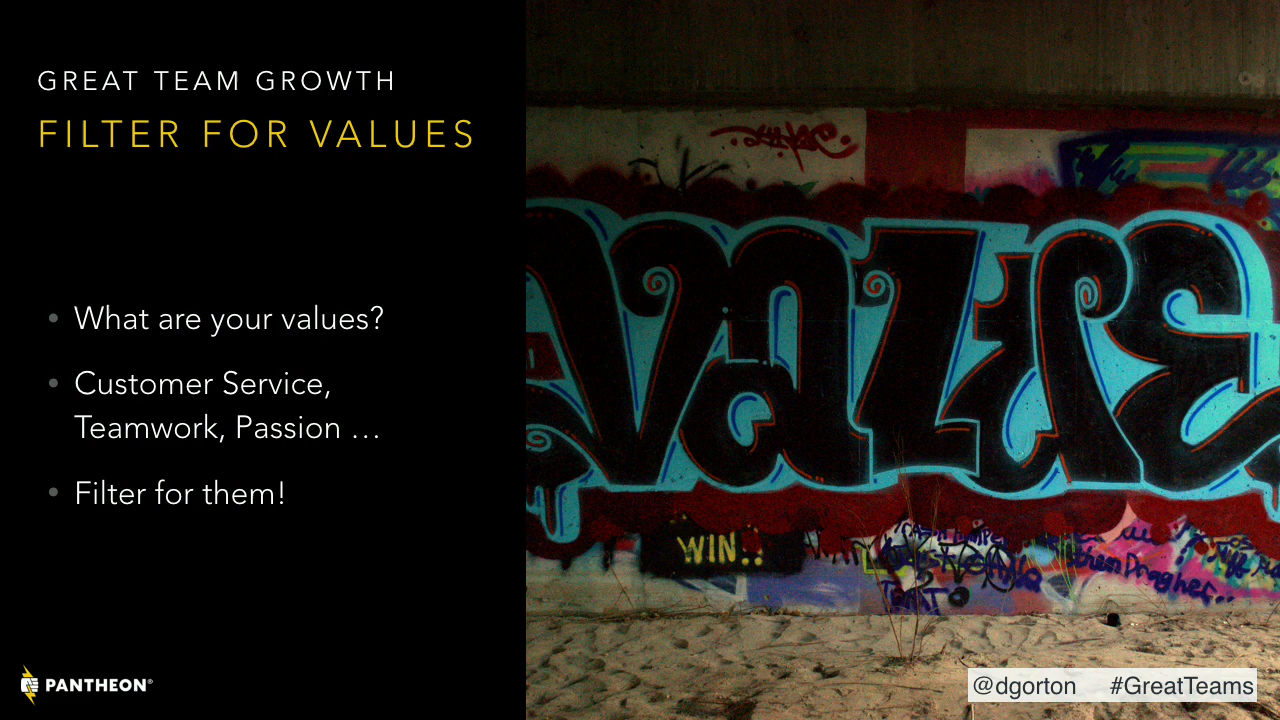 GREAT TEAM GROWTH
FILTER FOR VALUES
• What are your values?
• Customer Service,
Teamwork, Passion …
• Filter for them!
PANTHEON®
VALUE
WIN!!
@dgorton #GreatTeams